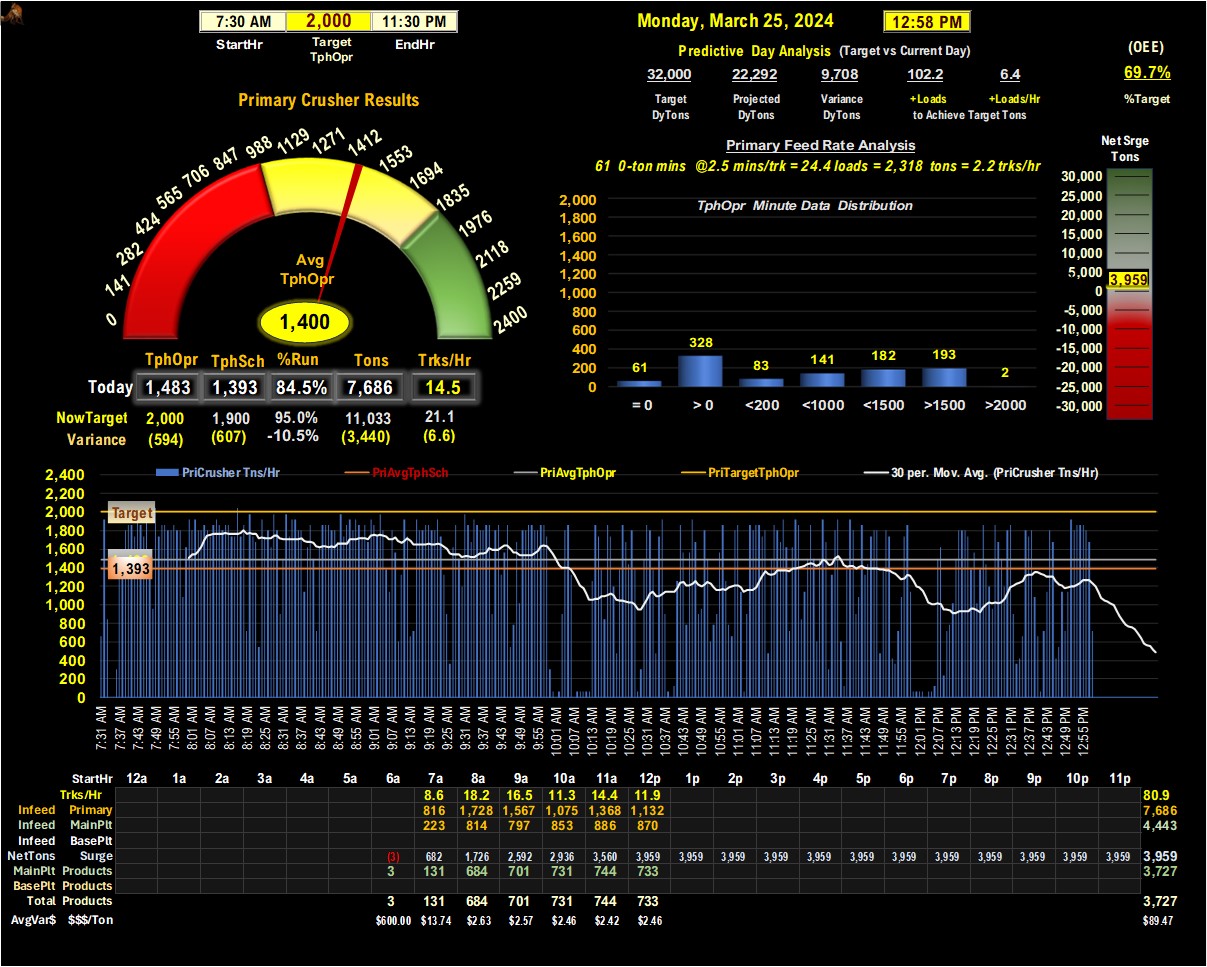 7:30 AM 2,000 11:30 PM
StartHr Target TphOpr EndHr
Monday, March 25, 2024 12:58 PM
Predictive Day Analysis (Target vs Current Day)
32,000 22,292 9,708 102.2 6.4
Target DyTons Projected DyTons Variance DyTons +Loads +Loads/Hr
to Achieve Target Tons
(OEE)
69.7%
%Target
Primary Crusher Results
0 141 282 424 565 706 847 988 1129 1271 1412 1553 1694 1835 1976 2118 2259 2400
Avg
TphOpr
1,400
TphOpr TphSch %Run Tons Trks/Hr
Today 1,483 1,393 84.5% 7,686 14.5
NowTarget 2,000 1,900 95.0% 11,033 21.1
Variance (594) (607) -10.5% (3,440) (6.6)
Primary Feed Rate Analysis
61 0-ton mins @2.5 mins/trk = 24.4 loads = 2,318 tons = 2.2 trks/hr
TphOpr Minute Data Distribution
2,000
1,800
1,600
1,400
1,200
1,000
800
600
400
200
0
61 328 83 141 182 193 2
= 0 > 0 <200 <1000 <1500 >1500 >2000
Net Srge
Tons
30,000
25,000
20,000
15,000
10,000
5,000
3,959
0
-5,000
-10,000
-15,000
-20,000
-25,000
-30,000
PriCrusher Tns/Hr PriAvgTphSch PriAvgTphOpr PriTargetTphOpr 30 per. Mov. Avg. (PriCrusher Tns/Hr)
2,400
2,200
2,000
1,800
1,600
1,400
1,200
1,000
800
600
400
200
0
Target
1,393
7:31 AM 7:37 AM 7:43 AM 7:49 AM 7:55 AM 8:01 AM 8:07 AM 8:13 AM 8:19 AM 8:25 AM 8:31 AM 8:37 AM 8:43 AM 8:49 AM 8:55 AM 9:01 AM 9:07 AM 9:13 AM 9:19 AM 9:25 AM 9:31 AM 9:37 AM 9:43 AM 9:49 AM 9:55 AM 10:01 AM 10:07 AM 10:13 AM 10:19 AM 10:25 AM 10:31 AM 10:37 AM 10:43 AM 10:49 AM 10:55 AM 11:01 AM 11:07 AM 11:13 AM 11:19 AM 11:25 AM 11:31 AM 11:37 AM 11:43 AM 11:49 AM 11:55 AM 12:01 PM 12:07 PM 12:13 PM 12:19 PM 12:25 PM 12:31 PM 12:37 PM 12:43 PM 12:49 PM 12:55 PM
StartHr 12a 1a 2a 3a 4a 5a 6a 7a 8a 9a 10a 11a 12p 1p 2p 3p 4p 5p 6p 7p 8p 9p 10p 11p
Trks/Hr 8.6 18.2 16.5 11.3 14.4 11.9 80.9
Infeed Primary 816 1,728 1,567 1,075 1,368 1,132 7,686
Infeed MainPlt 223 814 797 853 886 870 4,443
Infeed BasePlt
NetTons Surge (3) 682 1,726 2,592 2,936 3,560 3,959 3,959 3,959 3,959 3,959 3,959 3,959 3,959 3,959 3,959 3,959 3,959 3,959
MainPlt Products 3 131 684 701 731 744 733 3,727
BasePlt Products
Total Products 3 131 684 701 731 744 733 3,727
AvgVar$ $$$/Ton $600.00 $13.74 $2.63 $2.57 $2.46 $2.42 $2.46 $89.47